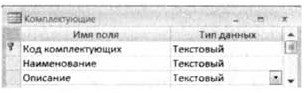 Комплектующие
Имя поля Тип данных
Код комплектующих Текстовый
Наименование Текстовый
Описание Текстовый